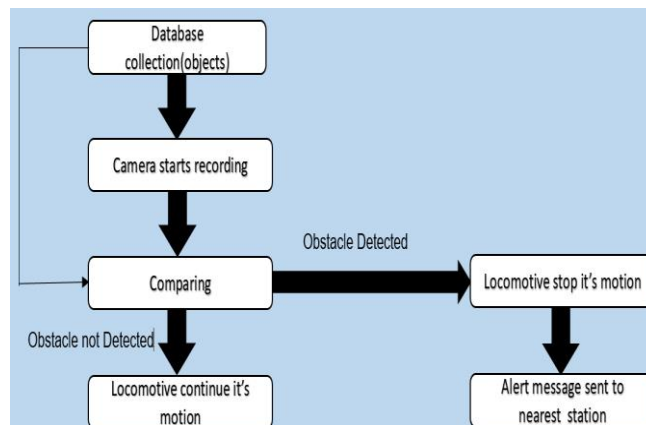 Database
collection(objects)
Camera starts recording
Obstacle Detected
Comparing
Locomotive stop it's motion
Obstacle not Detected
Locomotive continue it's
motion
Alert message sent to
nearest station